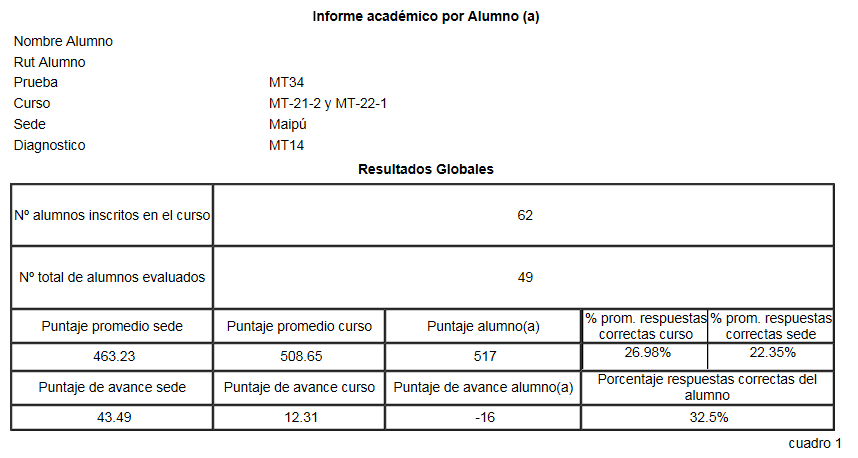 Informe académico por Alumno (a)
Nombre Alumno
Rut Alumno
Prueba MT34
Curso MT-21-2 y MT-22-1
Sede Maipú
Diagnostico MT14
Resultados Globales
Nº alumnos inscritos en el curso 62
Nº total de alumnos evaluados 49
Puntaje promedio sede Puntaje promedio curso Puntaje alumno(a) % prom. respuestas correctas curso % prom. respuestas correctas sede
463.23 508.65 517 26.98% 22.35%
Puntaje de avance sede Puntaje de avance curso Puntaje de avance alumno(a) Porcentaje respuestas correctas del alumno
43.49 12.31 -16 32.5%
cuadro 1